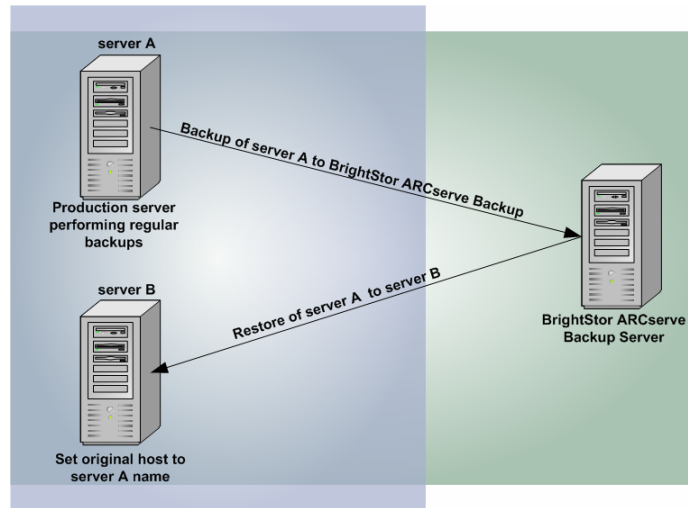 server A
Production server
performing regular
backups
Backup of server A to BrightStor ARCserve Backup
BrightStor ARCserve
Backup Server
Restore of server A to server B
server B
Set original host to
server A name